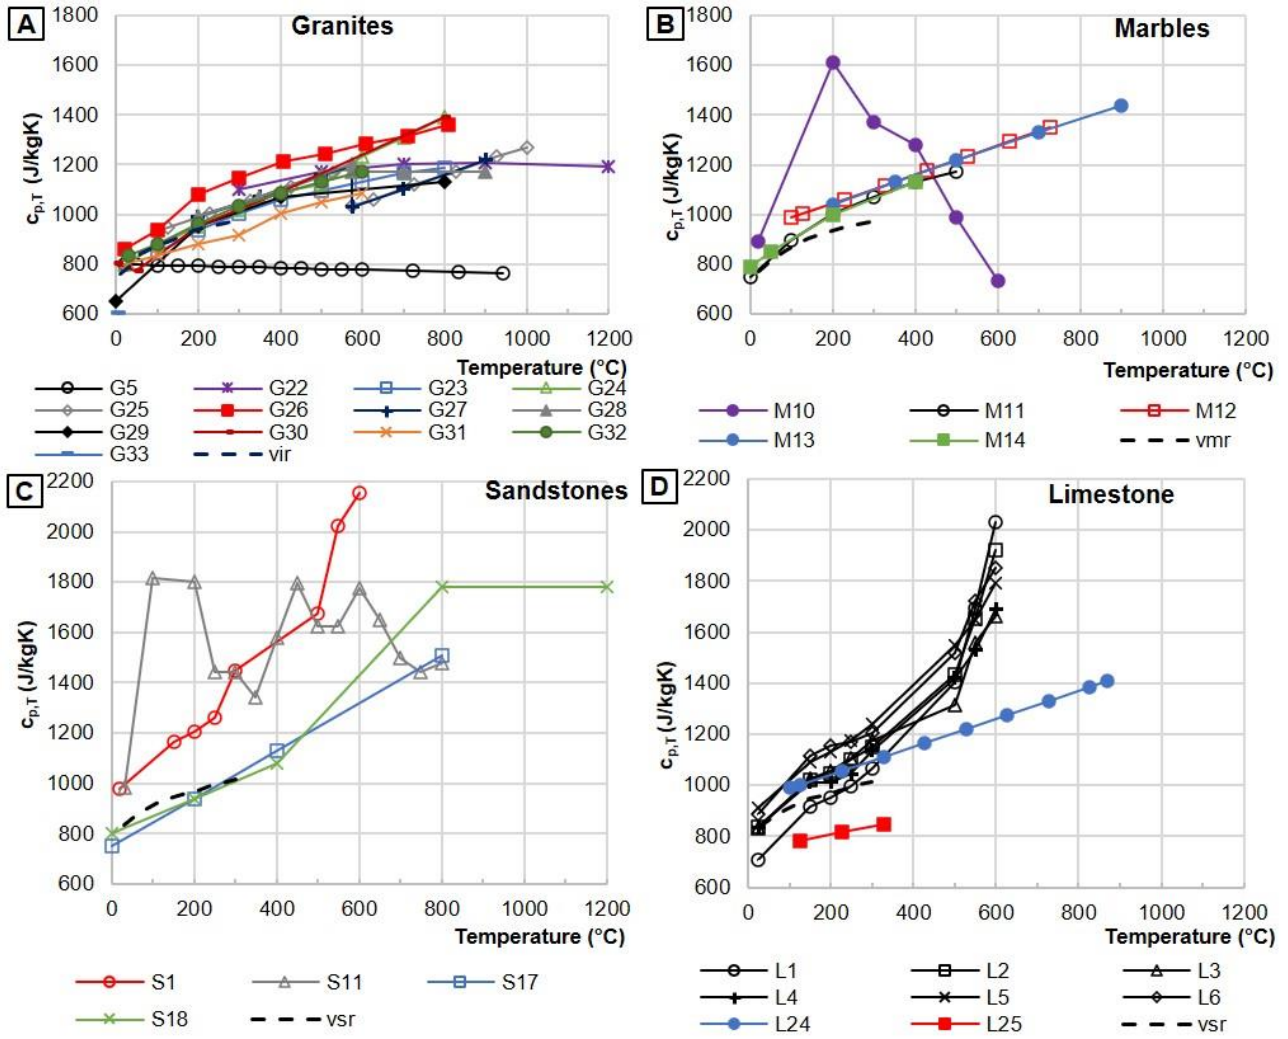 A
Granites
cp,T (J/kgK)
1800
1600
1400
1200
1000
800
600
0 200 400 600 800 1000 1200
Temperature (°C)
G5 G22 G23 G24
G25 G26 G27 G28
G29 G30 G31 G32
G33 vir
B
Marbles
cp,T (J/kgK)
1800
1600
1400
1200
1000
800
600
0 200 400 600 800 1000 1200
Temperature (°C)
M10 M11 M12
M13 M14 vmr
C
Sandstones
cp,T (J/kgK)
2200
2000
1800
1600
1400
1200
1000
800
600
0 200 400 600 800 1000 1200
Temperature (°C)
S1 S11 S17
S18 vsr
D
Limestone
cp,T (J/kgK)
2200
2000
1800
1600
1400
1200
1000
800
600
0 200 400 600 800 1000 1200
Temperature (°C)
L1 L2 L3
L4 L5 L6
L24 L25 vsr